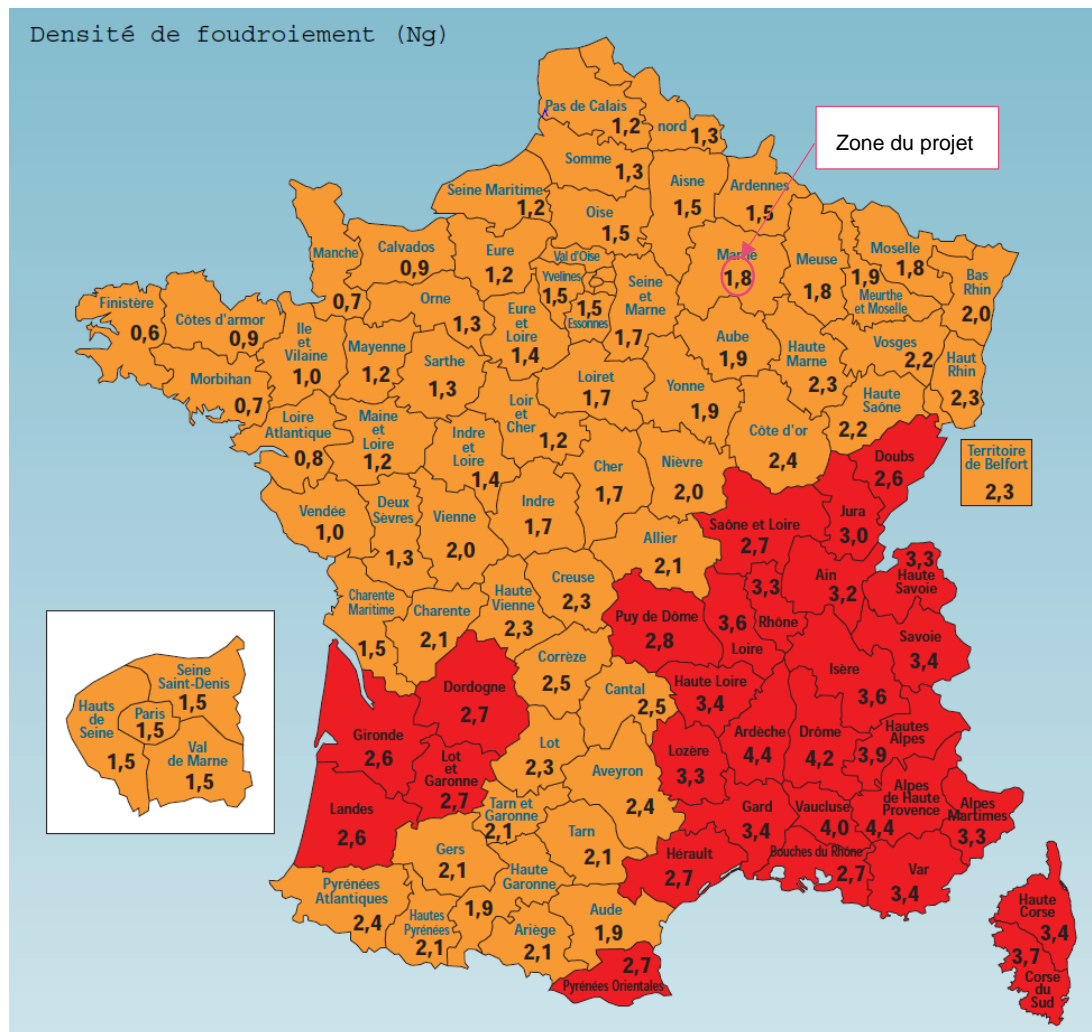 Densité de foudroiement (Ng)
Zone du projet
Pas de Calais
1,2
nord
1,3
Somme
1,3
Aisne
1,5
Ardennes
1,5
Seine Maritime
1,2
Oise
1,5
Manche
0,7
Calvados
0,9
Eure
1,2
Val d'Oise
Yvelines
1,5
1,5
Essonnes
Seine
et
Marne
1,7
Marne
1,8
Meuse
1,8
Moselle
1,8
1,9
Meurthe
et Moselle
Bas
Rhin
2,0
Finistère
0,6
Côtes d'armor
0,9
Ile
et
Vilaine
1,0
Orne
1,3
Eure
et
Loire
1,4
Mayenne
1,2
Sarthe
1,3
Aube
1,9
Haute
Marne
2,3
Vosges
2,2
Haut
Rhin
2,3
Morbihan
0,7
Loiret
1,7
Yonne
1,9
Haute
Saône
2,2
Loire
Atlantique
0,8
Maine
et
Loire
1,2
Indre
et
Loire
1,4
Loir
et
Cher
1,2
Côte d'or
2,4
Doubs
2,6
Territoire
de Belfort
2,3
Cher
1,7
Nièvre
2,0
Vendée
1,0
Deux
Sèvres
1,3
Vienne
2,0
Indre
1,7
Saône et Loire
2,7
Jura
3,0
Allier
2,1
3,3
Haute
Savoie
Ain
3,2
3,3
Rhône
Charente
Maritime
1,5
Charente
2,1
Haute
Vienne
2,3
Creuse
2,3
Puy de Dôme
2,8
3,6
Loire
Savoie
3,4
Isère
3,6
Corrèze
2,5
Cantal
2,5
Haute Loire
3,4
Dordogne
2,7
Seine
Saint-Denis
1,5
Hauts
de
Seine
1,5
Paris
1,5
Val
de Marne
1,5
Gironde
2,6
Lot
et
Garonne
2,7
Lot
2,3
Aveyron
2,4
Lozère
3,3
Ardèche
4,4
Drôme
4,2
Hautes
Alpes
3,9
Landes
2,6
Tarn et
Garonne
2,1
Tarn
2,1
Gard
3,4
Vaucluse
4,0
Alpes
de Haute
Provence
4,4
Alpes
Martimes
3,3
Gers
2,1
Haute
Garonne
1,9
Hérault
2,7
Bouches du Rhône
2,7
Var
3,4
Pyrénées
Atlantiques
2,4
Hautes
Pyrénées
2,1
Ariège
2,1
Aude
1,9
2,7
Pyrénées Orientales
Haute
Corse
3,4
3,7
Corse
du
Sud